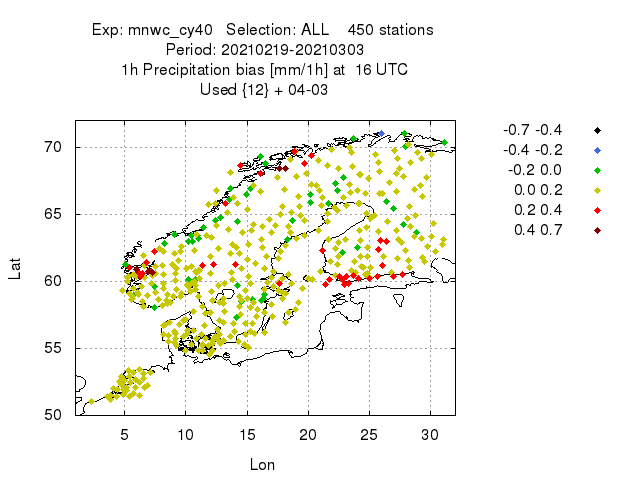 Exp: mnwc_cy40 Selection: ALL 450 stations
Period: 20210219-20210303
1h Precipitation bias [mm/1h] at 16 UTC
Used {12} + 04-03
-0.7 -0.4
-0.4 -0.2
-0.2 0.0
0.0 0.2
0.2 0.4
0.4 0.7
Lat
70
65
60
55
50
5 10 15 20 25 30
Lon